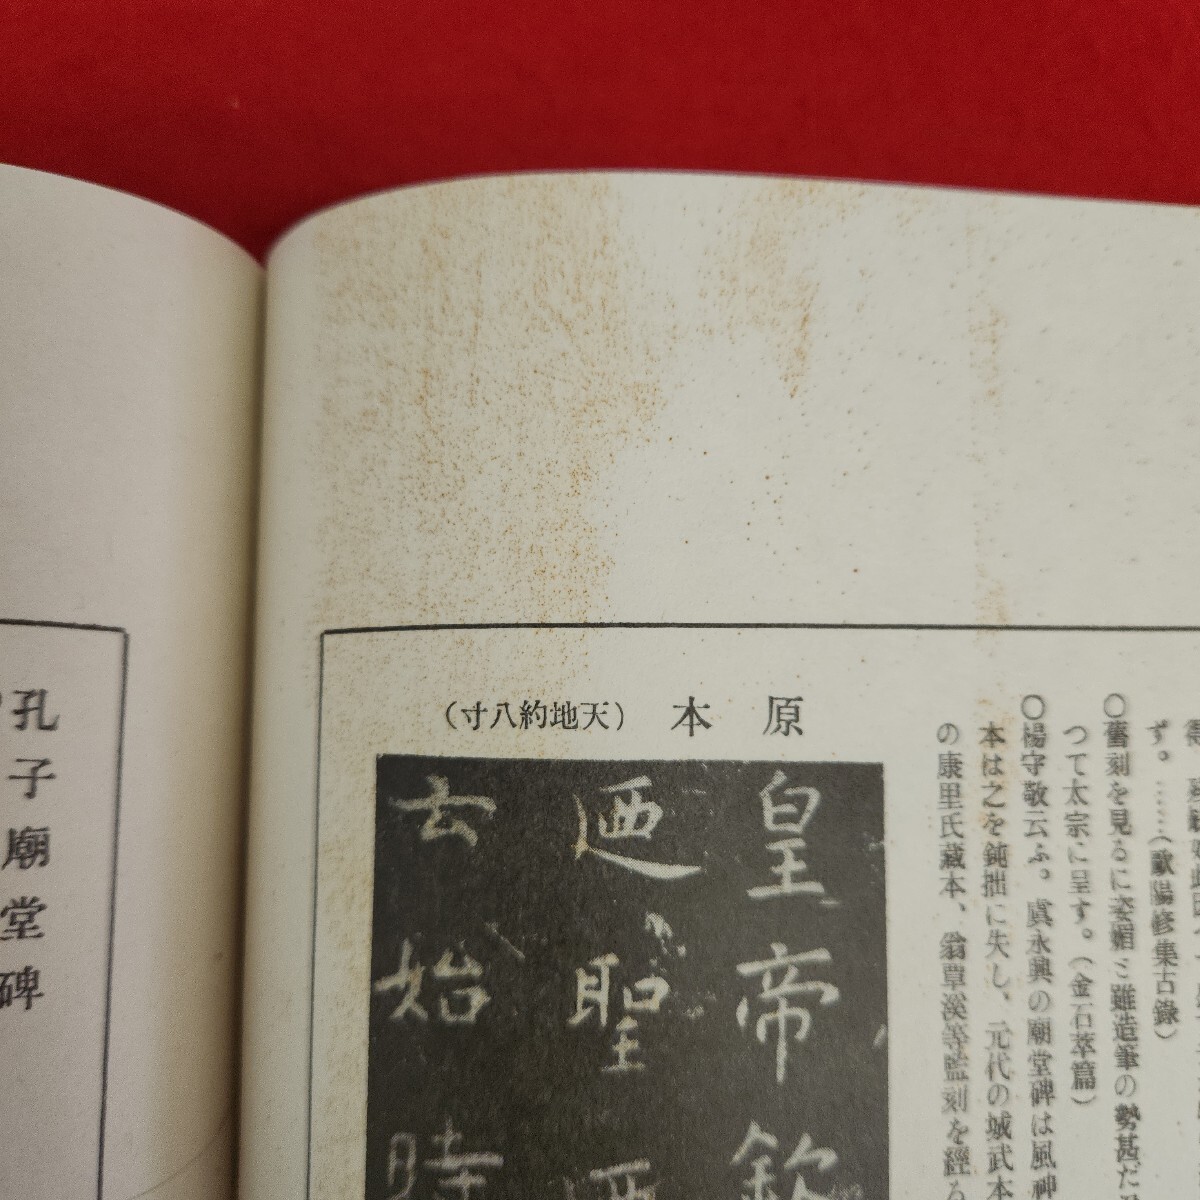 ず。……(歐陽修集古錄)
〇舊刻を見るに姿媚と雖造筆の勢甚だ
つて太宗に呈す。(金石萃篇)
〇楊守敬云ふ。虞永興の廟堂碑は風神
本は之を鈍拙に失し、元代の城武本
の康里氏藏本、翁覃溪等監刻を經
原本 (天地約八寸)
皇帝欽
迺聖
去始時
孔子廟堂碑